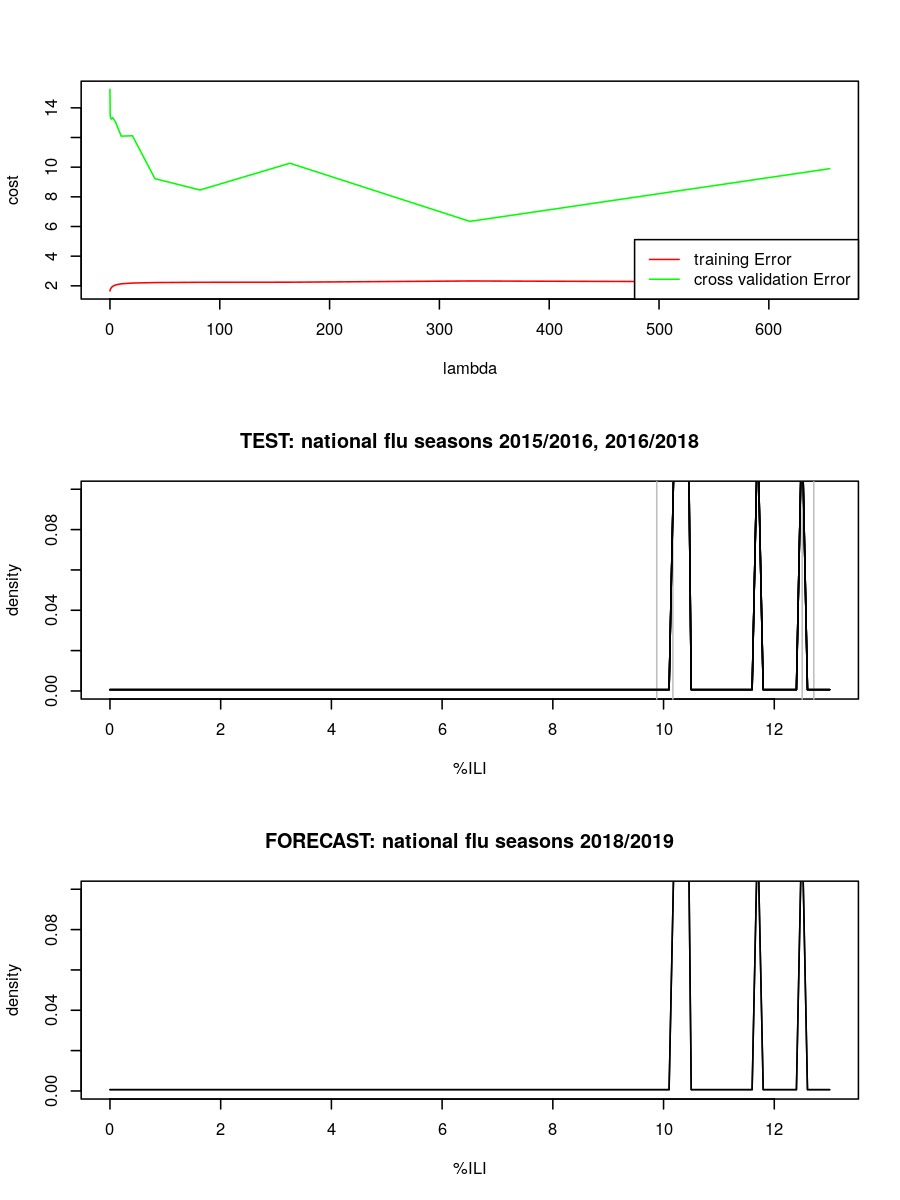 cost
14
10
8
6
4
2
training Error
cross validation Error
0 100 200 300 400 500 600
lambda
TEST: national flu seasons 2015/2016, 2016/2018
density
0.08
0.04
0.00
0 2 4 6 8 10 12
%ILI
FORECAST: national flu seasons 2018/2019
density
0.08
0.04
0.00
0 2 4 6 8 10 12
%ILI